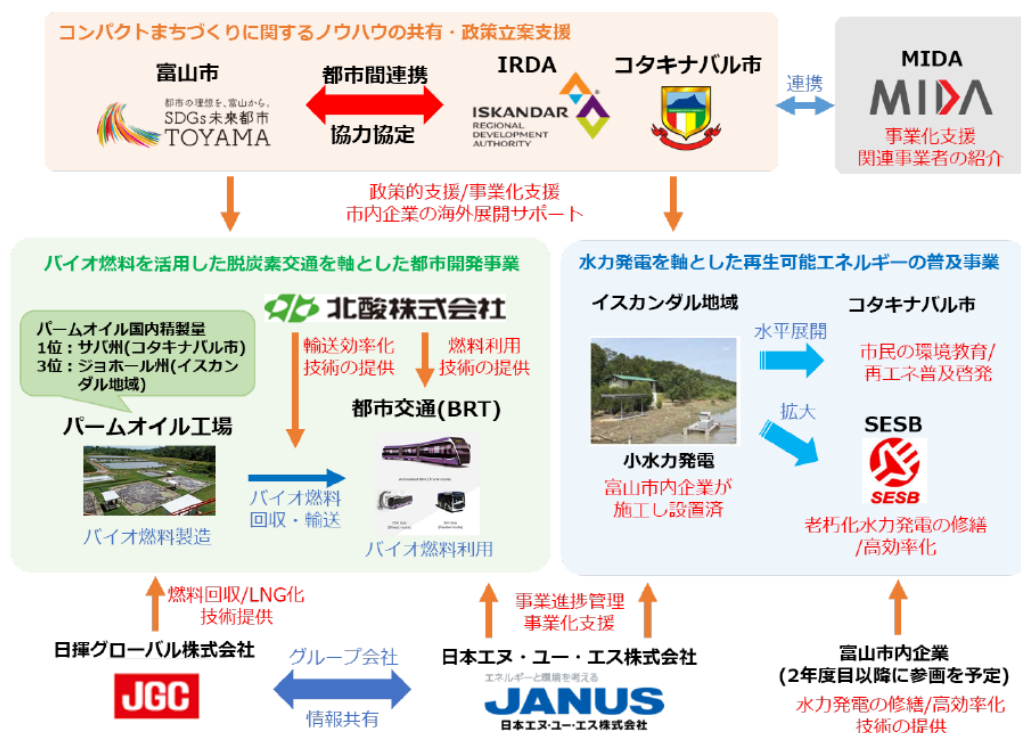 コンパクトまちづくりに関するノウハウの共有・政策立案支援
富山市
都市の理想を、富山から。
SDGs未来都市
TOYAMA
都市間連携
協力協定
IRDA
ISKANDAR
REGIONAL
DEVELOPMENT
AUTHORITY
コタキナバル市
連携
MIDA
MIDA
事業化支援
関連事業者の紹介
政策的支援/事業化支援
市内企業の海外展開サポート
バイオ燃料を活用した脱炭素交通を軸とした都市開発事業
北酸株式会社
パームオイル国内精製量
1位：サバ州(コタキナバル市)
3位：ジョホール州(イスカン
ダル地域)
輸送効率化
技術の提供
燃料利用
技術の提供
パームオイル工場
バイオ燃料製造
バイオ燃料
回収・輸送
都市交通(BRT)
バイオ燃料利用
水力発電を軸とした再生可能エネルギーの普及事業
イスカンダル地域
小水力発電
富山市内企業が
施工し設置済
水平展開
拡大
コタキナバル市
市民の環境教育/
再エネ普及啓発
SESB
SESB
老朽化水力発電の修繕
/高効率化
燃料回収/LNG化
技術提供
日揮グローバル株式会社
JGC
グループ会社
情報共有
事業進捗管理
事業化支援
日本エヌ・ユー・エス株式会社
エネルギーと環境を考える
JANUS
日本エヌ・ユー・エス株式会社
富山市内企業
(2年度目以降に参画を予定)
水力発電の修繕/高効率化
技術の提供